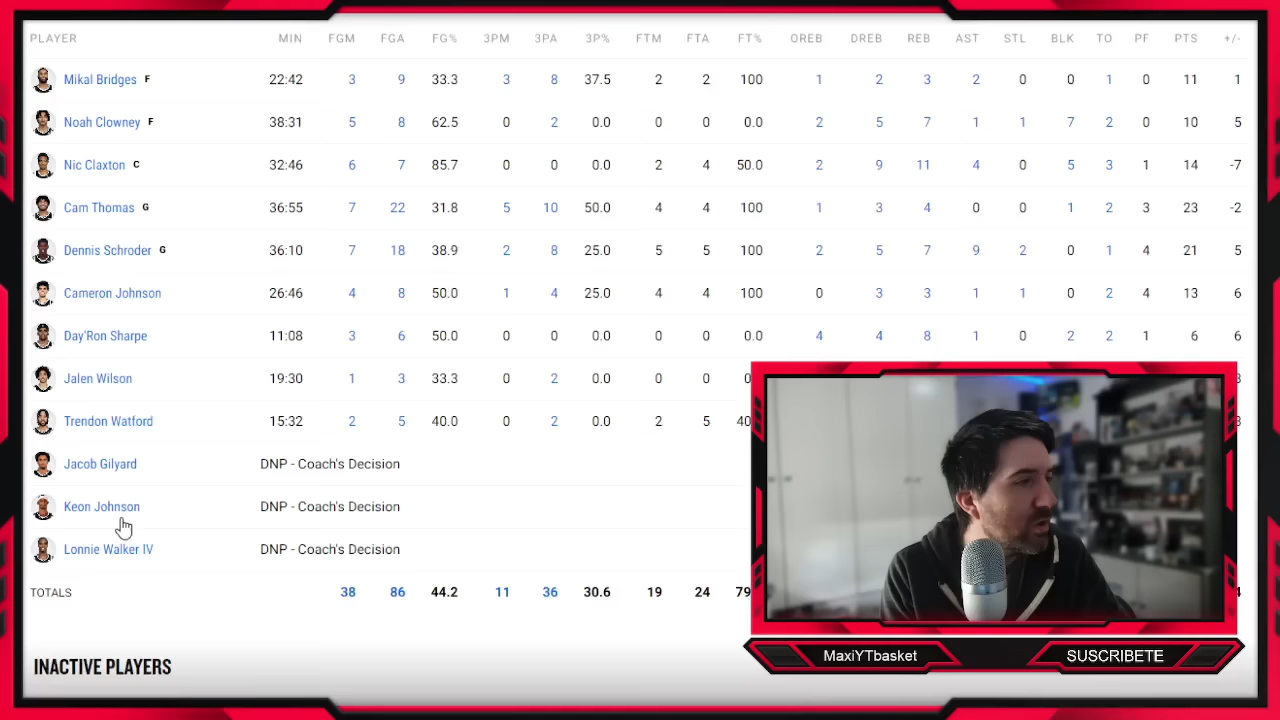 PLAYER MIN FGM FGA FG% 3PM 3PA 3P% FTM FTA FT% OREB DREB REB AST STL BLK TO PF PTS +/-
Mikal Bridges F 22:42 3 9 33.3 3 8 37.5 2 2 100 1 2 3 2 0 0 1 0 11 1
Noah Clowney F 38:31 5 8 62.5 0 2 0.0 0 0 0.0 2 5 7 1 1 7 2 0 10 5
Nic Claxton C 32:46 6 7 85.7 0 0 0.0 2 4 50.0 2 9 11 4 0 5 3 1 14 -7
Cam Thomas G 36:55 7 22 31.8 5 10 50.0 4 4 100 1 3 4 0 0 1 2 3 23 -2
Dennis Schroder G 36:10 7 18 38.9 2 8 25.0 5 5 100 2 5 7 9 2 0 1 4 21 5
Cameron Johnson 26:46 4 8 50.0 1 4 25.0 4 4 100 0 3 3 1 1 0 2 4 13 6
Day'Ron Sharpe 11:08 3 6 50.0 0 0 0.0 0 0 0.0 4 4 8 1 0 2 2 1 6 6
Jalen Wilson 19:30 1 3 33.3 0 2 0.0 0 0
Trendon Watford 15:32 2 5 40.0 0 2 0.0 2 5
Jacob Gilyard DNP - Coach's Decision
Keon Johnson DNP - Coach's Decision
Lonnie Walker IV DNP - Coach's Decision
TOTALS 38 86 44.2 11 36 30.6 19 24
INACTIVE PLAYERS
MaxiYTbasket SUSCRIBETE